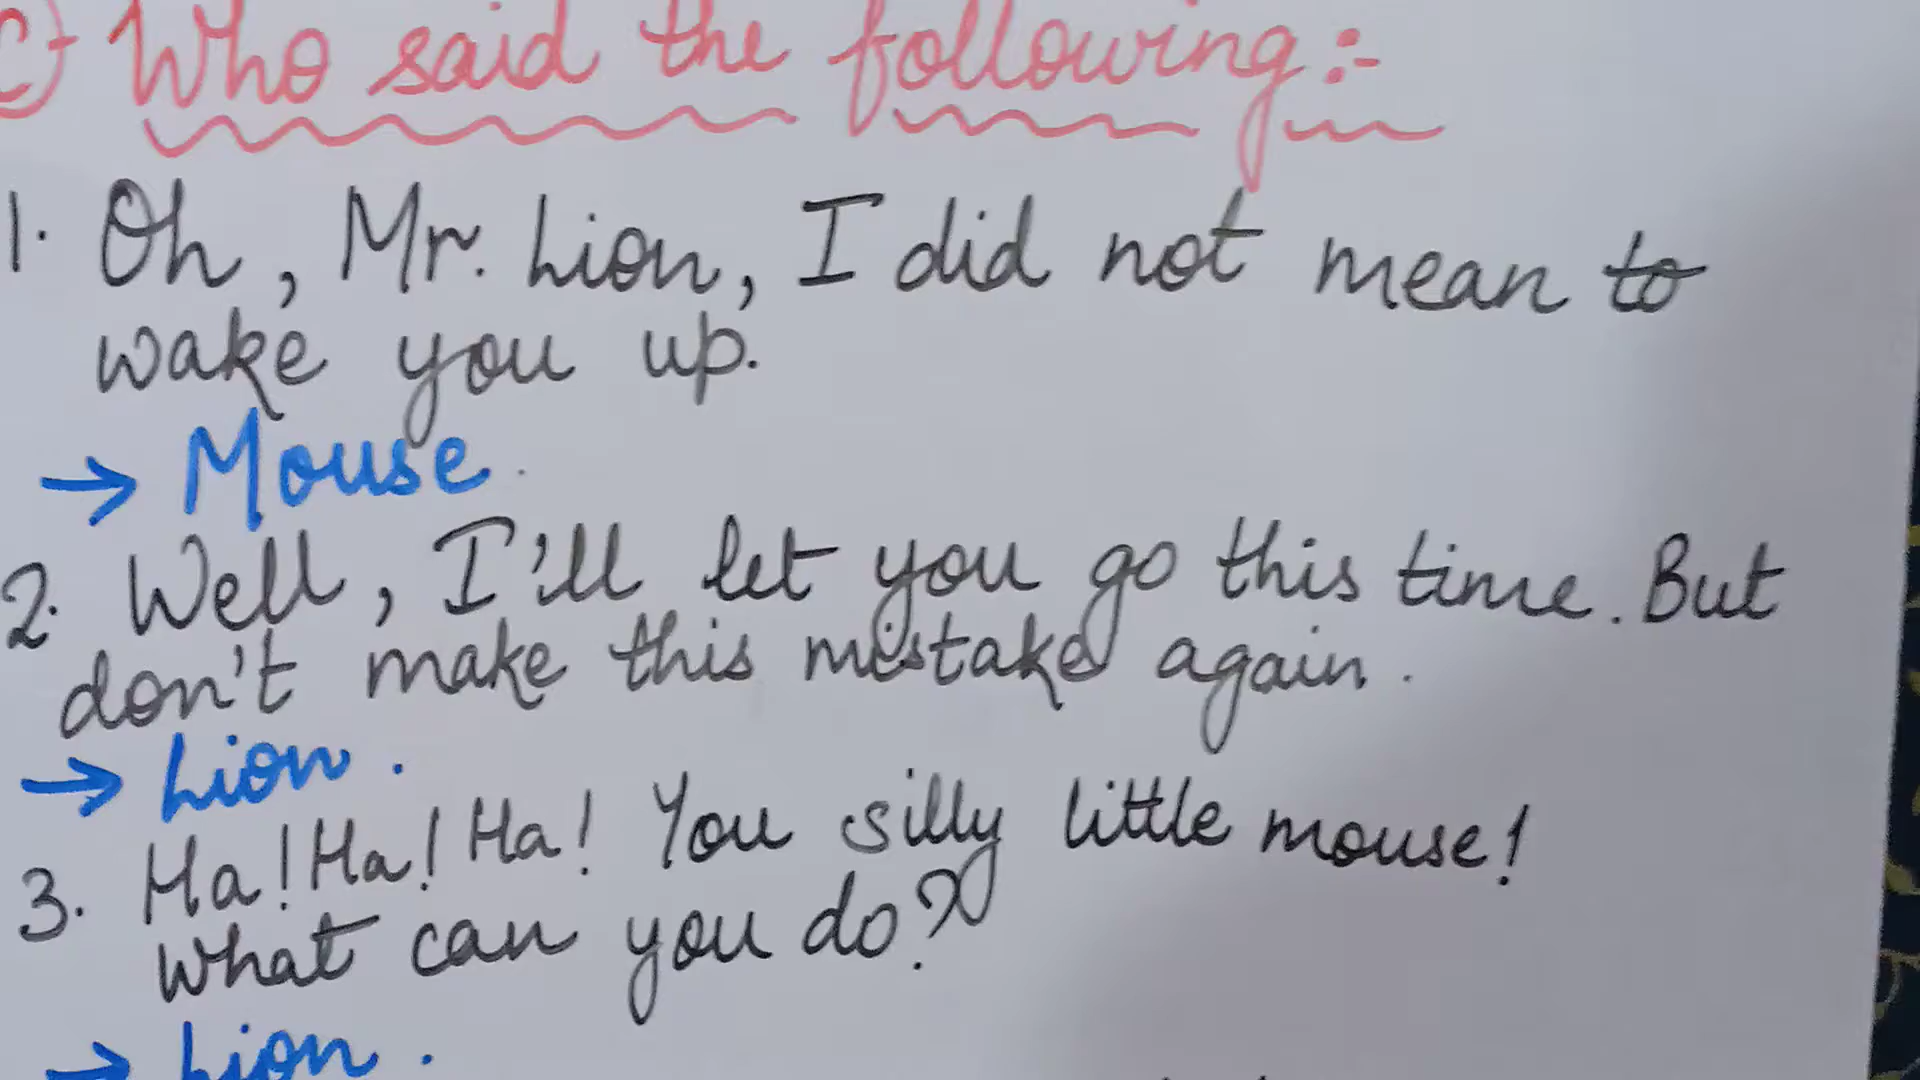 C) Who said the following:-
1. Oh, Mr. Lion, I did not mean to
wake you up.
→ Mouse.
2. Well, I'll let you go this time. But
don't make this mistake again.
→ Lion.
3. Ha! Ha! Ha! You silly little mouse!
What can you do?
→ Lion.